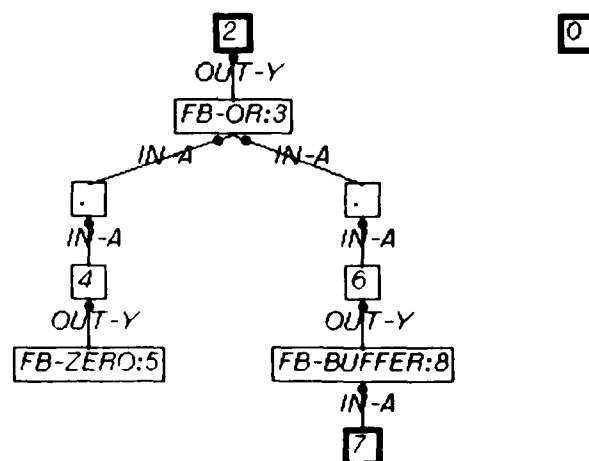 2 0
OUT-Y
FB-OR:3
IN-A IN-A
. .
IN-A IN-A
4 6
OUT-Y OUT-Y
FB-ZERO:5 FB-BUFFER:8
IN-A
7